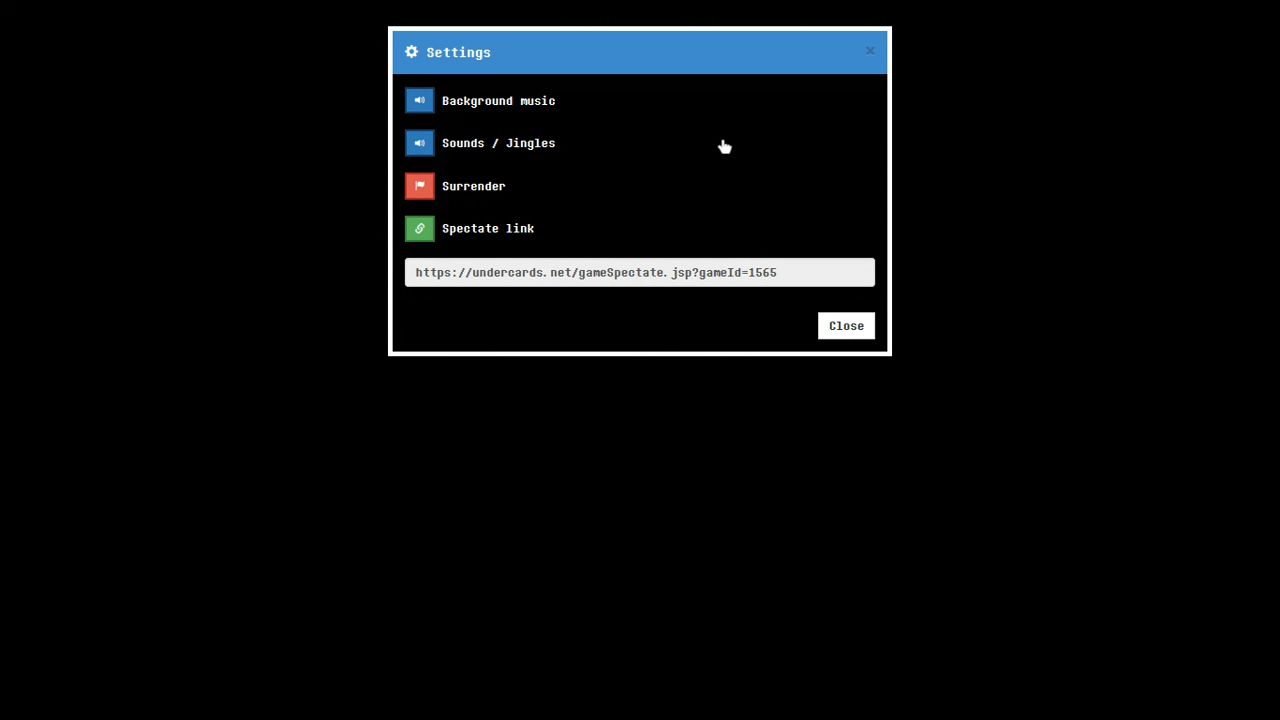 Settings
×
Background music
Sounds / Jingles
Surrender
Spectate link
https://undercards.net/gameSpectate.jsp?gameId=1565
Close